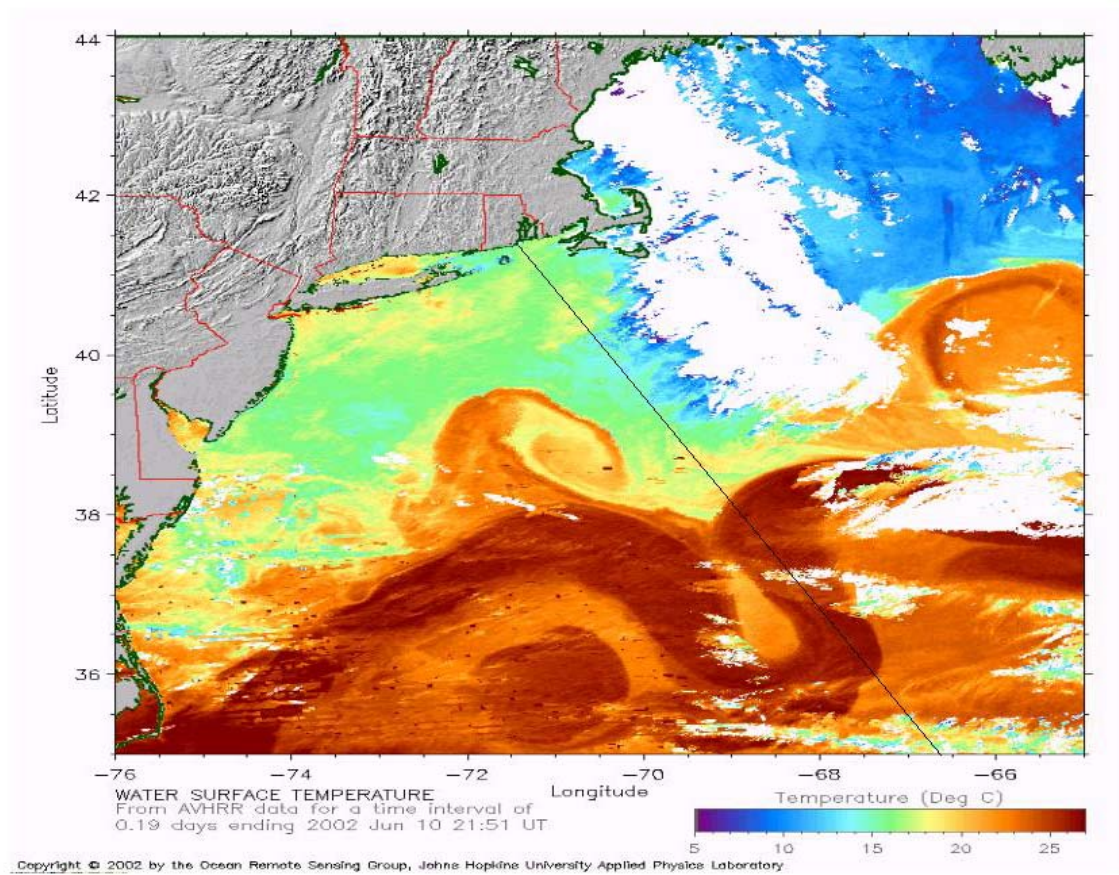 44
42
40
38
36
Latitude
-76
-74
-72
-70
-68
-66
Longitude
WATER SURFACE TEMPERATURE
From AVHRR data for a time interval of
0.19 days ending 2002 Jun 10 21:51 UT
Temperature (Deg C)
5
10
15
20
25
Copyright © 2002 by the Ocean Remote Sensing Group, Johns Hopkins University Applied Physics Laboratory